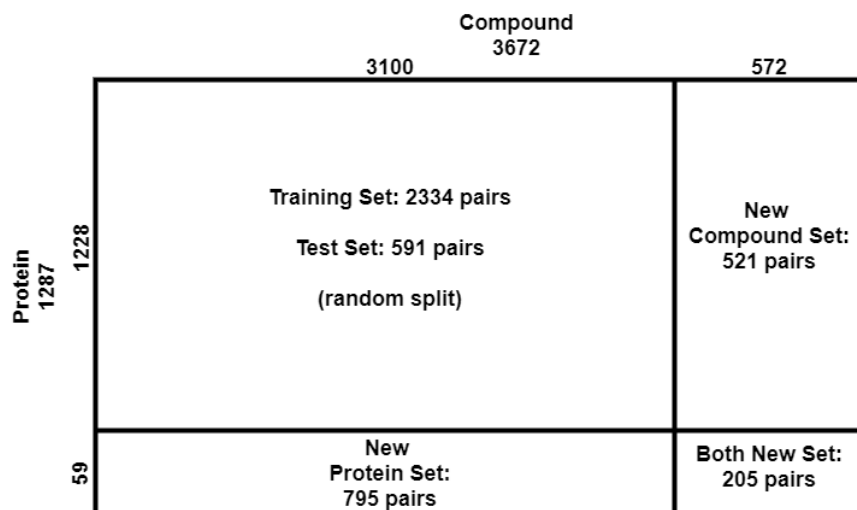 Compound
3672
3100
572
Protein
1287
1228
Training Set: 2334 pairs
Test Set: 591 pairs
(random split)
New
Compound Set:
521 pairs
59
New
Protein Set:
795 pairs
Both New Set:
205 pairs